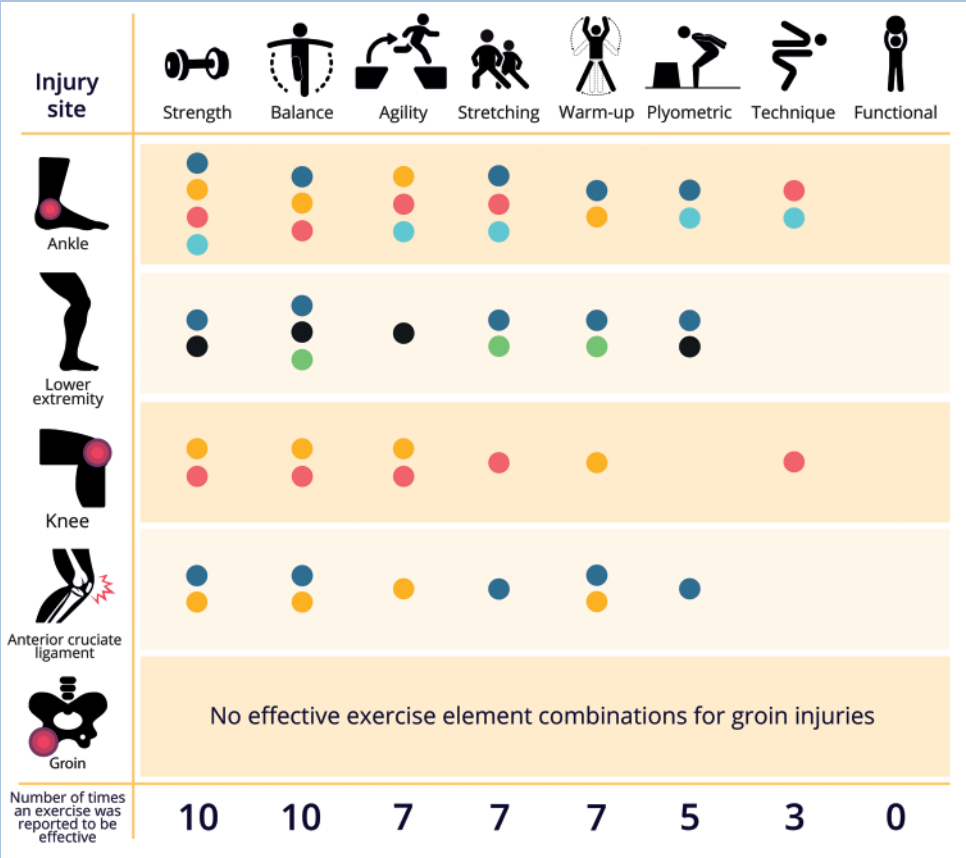 Injury
site
Strength
Balance
Agility
Stretching
Warm-up
Plyometric
Technique
Functional
Ankle
Lower
extremity
Knee
Anterior cruciate
ligament
Groin
No effective exercise element combinations for groin injuries
Number of times
an exercise was
reported to be
effective
10
10
7
7
7
5
3
0